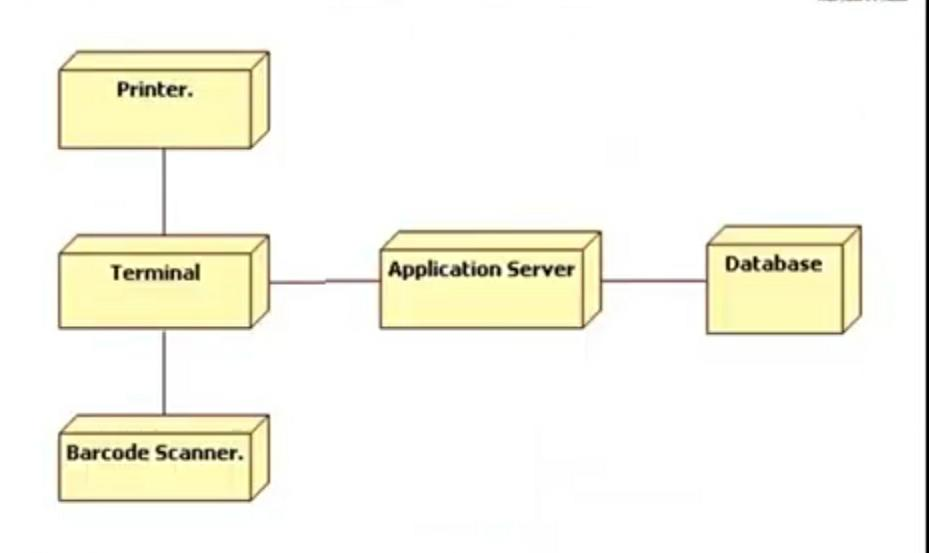 Printer.
Terminal
Application Server
Database
Barcode Scanner.